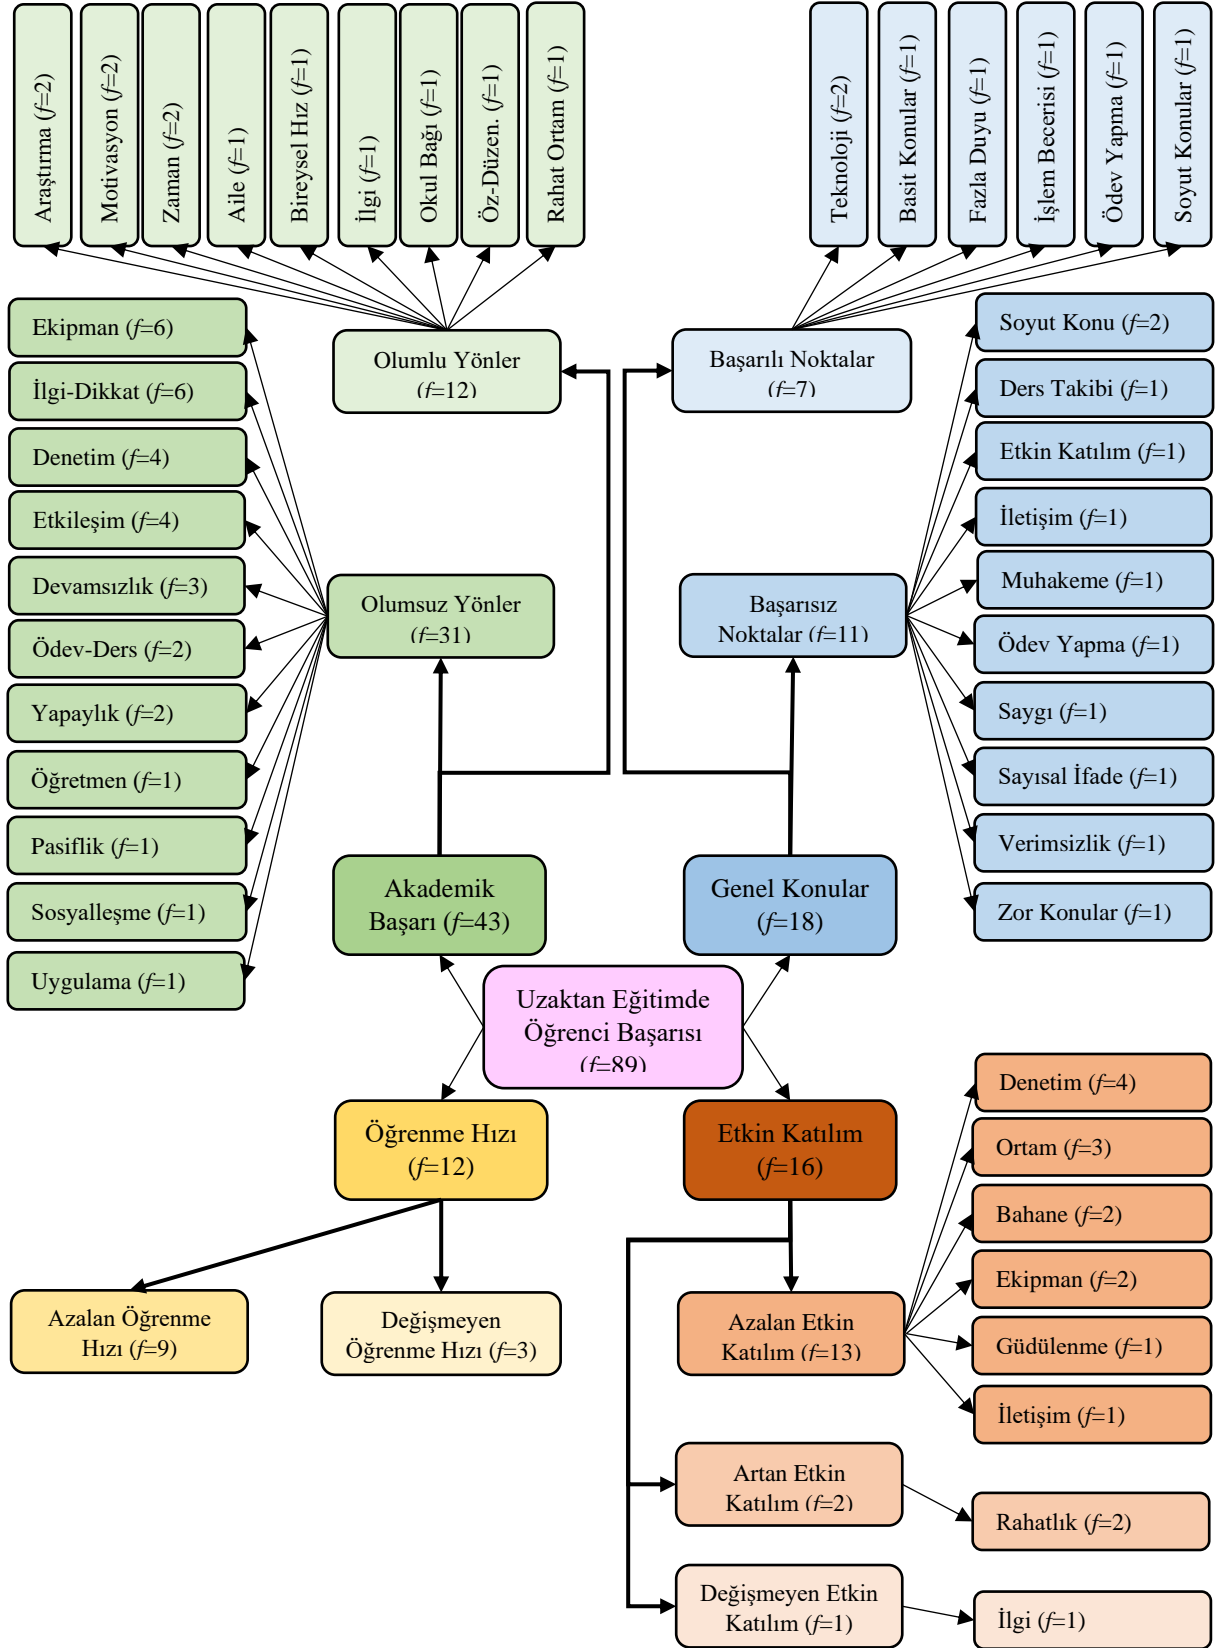 Araştırma (f=2)
Motivasyon (f=2)
Zaman (f=2)
Aile (f=1)
Bireysel Hız (f=1)
İlgi (f=1)
Okul Bağı (f=1)
Öz-Düzen. (f=1)
Rahat Ortam (f=1)
Teknoloji (f=2)
Basit Konular (f=1)
Fazla Duyu (f=1)
İşlem Becerisi (f=1)
Ödev Yapma (f=1)
Soyut Konular (f=1)
Olumlu Yönler
(f=12)
Başarılı Noktalar
(f=7)
Ekipman (f=6)
İlgi-Dikkat (f=6)
Denetim (f=4)
Etkileşim (f=4)
Devamsızlık (f=3)
Ödev-Ders (f=2)
Yapaylık (f=2)
Öğretmen (f=1)
Pasiflik (f=1)
Sosyalleşme (f=1)
Uygulama (f=1)
Olumsuz Yönler
(f=31)
Başarısız
Noktalar (f=11)
Soyut Konu (f=2)
Ders Takibi (f=1)
Etkin Katılım (f=1)
İletişim (f=1)
Muhakeme (f=1)
Ödev Yapma (f=1)
Saygı (f=1)
Sayısal İfade (f=1)
Verimsizlik (f=1)
Zor Konular (f=1)
Akademik
Başarı (f=43)
Genel Konular
(f=18)
Uzaktan Eğitimde
Öğrenci Başarısı
(f=89)
Öğrenme Hızı
(f=12)
Etkin Katılım
(f=16)
Azalan Öğrenme
Hızı (f=9)
Değişmeyen
Öğrenme Hızı (f=3)
Azalan Etkin
Katılım (f=13)
Denetim (f=4)
Ortam (f=3)
Bahane (f=2)
Ekipman (f=2)
Güdülenme (f=1)
İletişim (f=1)
Artan Etkin
Katılım (f=2)
Rahatlık (f=2)
Değişmeyen Etkin
Katılım (f=1)
İlgi (f=1)